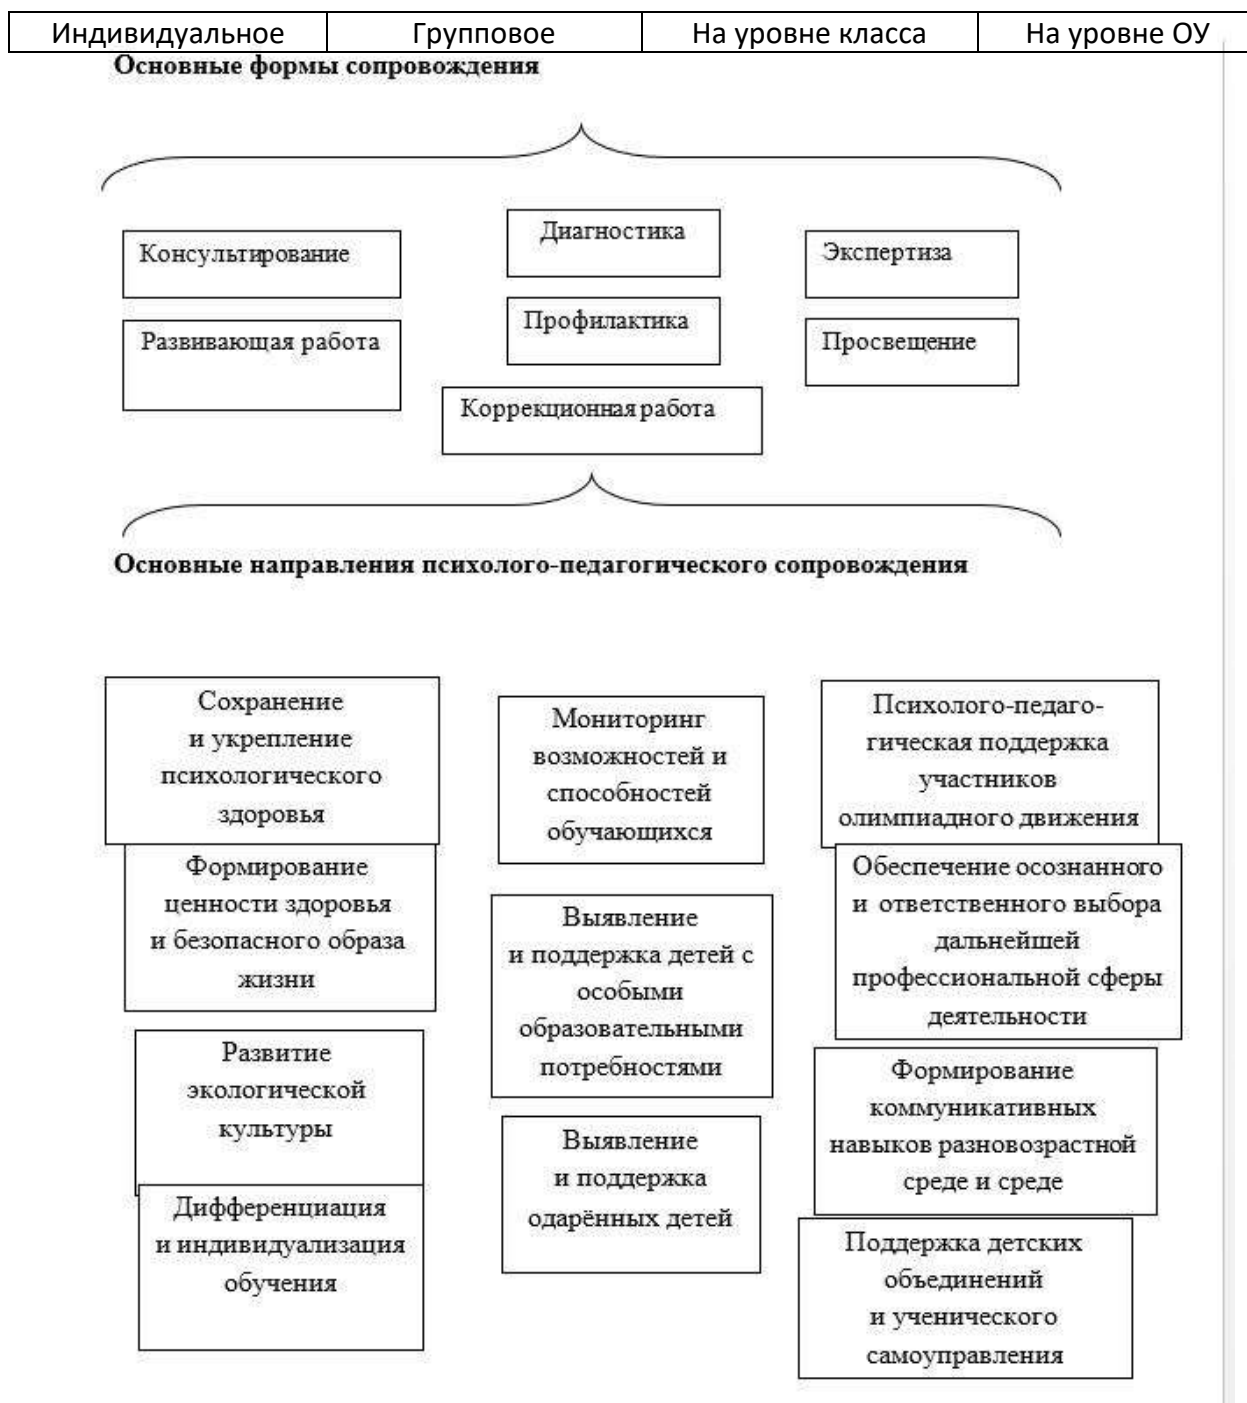 Индивидуальное Групповое На уровне класса На уровне ОУ
Основные формы сопровождения
Консультирование
Диагностика
Экспертиза
Развивающая работа
Профилактика
Просвещение
Коррекционная работа
Основные направления психолого-педагогического сопровождения
Сохранение
и укрепление
психологического
здоровья
Формирование
ценности здоровья
и безопасного образа
жизни
Развитие
экологической
культуры
Дифференциация
и индивидуализация
обучения
Мониторинг
возможностей и
способностей
обучающихся
Выявление
и поддержка детей с
особыми
образовательными
потребностями
Выявление
и поддержка
одарённых детей
Психолого-педаго-
гическая поддержка
участников
олимпиадного движения
Обеспечение осознанного
и ответственного выбора
дальнейшей
профессиональной сферы
деятельности
Формирование
коммуникативных
навыков разновозрастной
среде и среде
Поддержка детских
объединений
и ученического
самоуправления